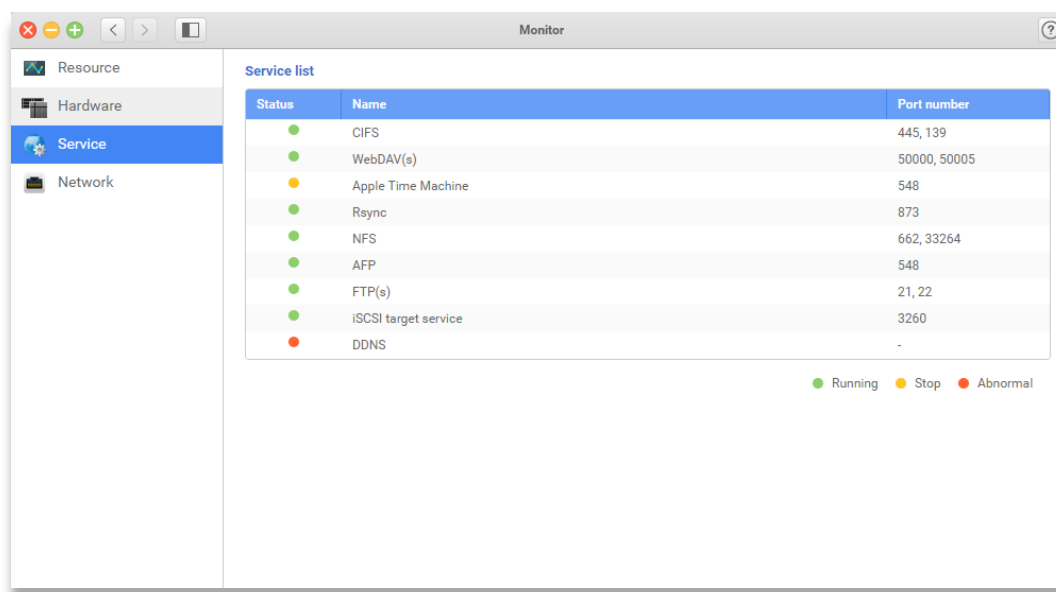 Monitor
?
Resource
Hardware
Service
Network
Service list
Status Name Port number
CIFS 445, 139
WebDAV(s) 50000, 50005
Apple Time Machine 548
Rsync 873
NFS 662, 33264
AFP 548
FTP(s) 21, 22
iSCSI target service 3260
DDNS -
Running Stop Abnormal